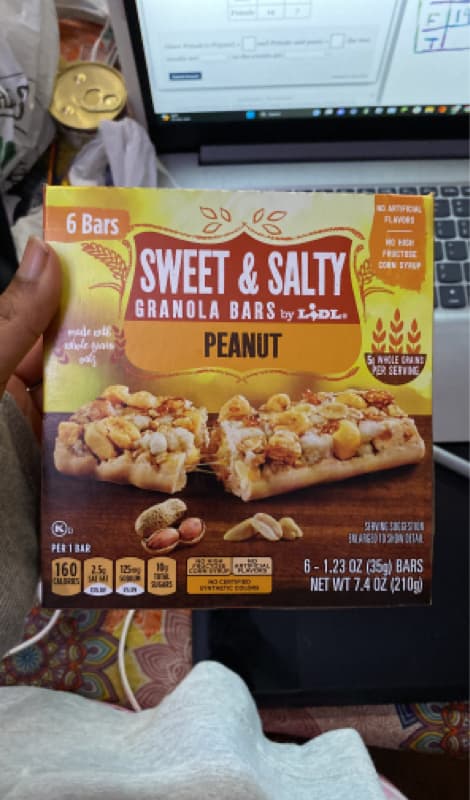 6 Bars
NO ARTIFICIAL
FLAVORS
NO HIGH
FRUCTOSE
CORN SYRUP
SWEET & SALTY
GRANOLA BARS by LIDL®
PEANUT
made with
whole grain
oats
5g WHOLE GRAINS
PER SERVING
SERVING SUGGESTION
ENLARGED TO SHOW DETAIL
K D
PER 1 BAR
160
CALORIES
2.5g
SAT FAT
125mg
SODIUM
10g
TOTAL
SUGARS
NO HIGH
FRUCTOSE
CORN SYRUP
NO
ARTIFICIAL
FLAVORS
NO CERTIFIED
SYNTHETIC COLORS
6 - 1.23 OZ (35g) BARS
NET WT 7.4 OZ (210g)